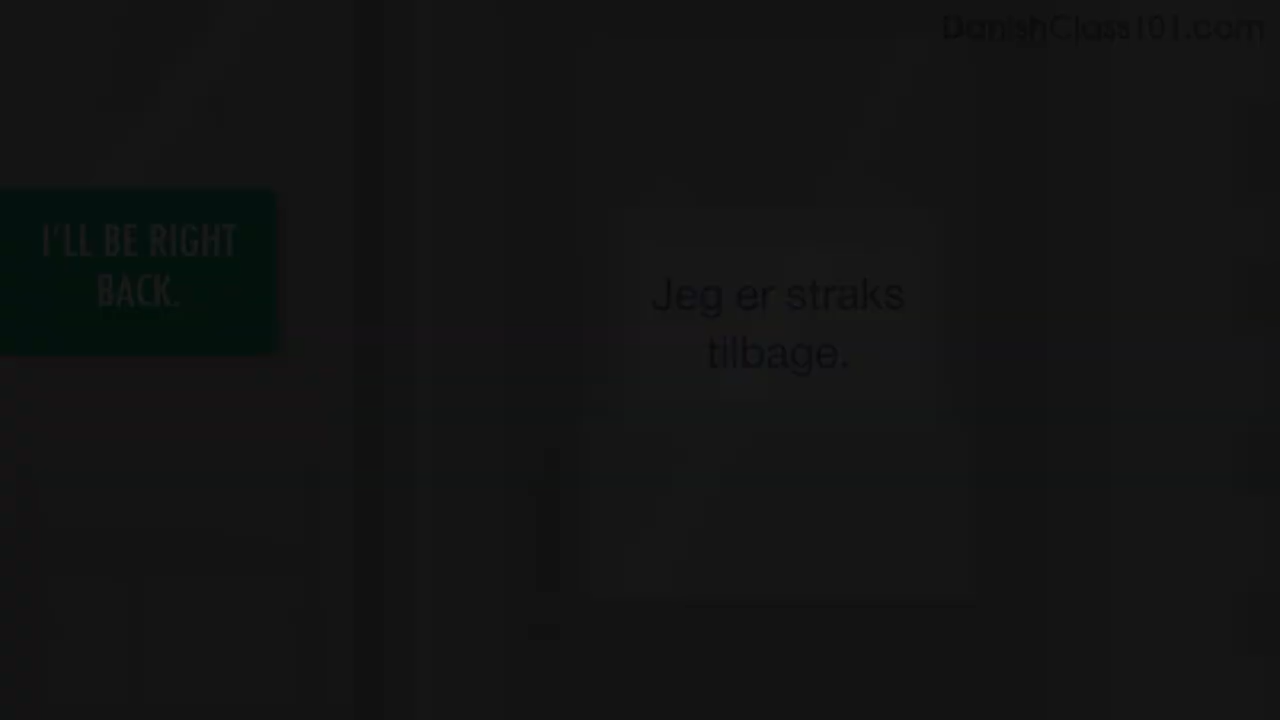 DanishClass101.com
I'LL BE RIGHT
BACK.
Jeg er straks
tilbage.